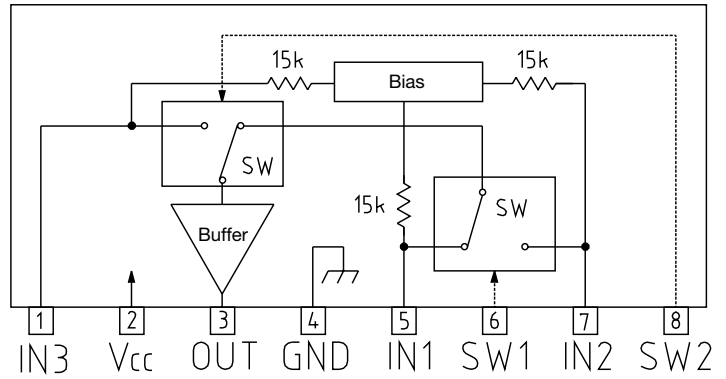 15k
15k
Bias
SW
15k
SW
Buffer
1 2 3 4 5 6 7 8
IN3 Vcc OUT GND IN1 SW1 IN2 SW2